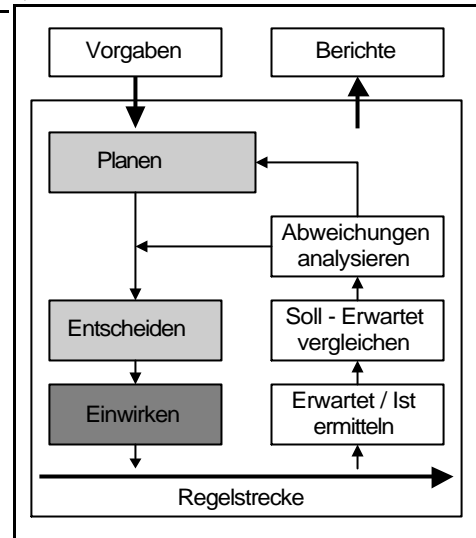 Vorgaben
Berichte
Planen
Abweichungen
analysieren
Entscheiden
Soll - Erwartet
vergleichen
Einwirken
Erwartet / Ist
ermitteln
Regelstrecke